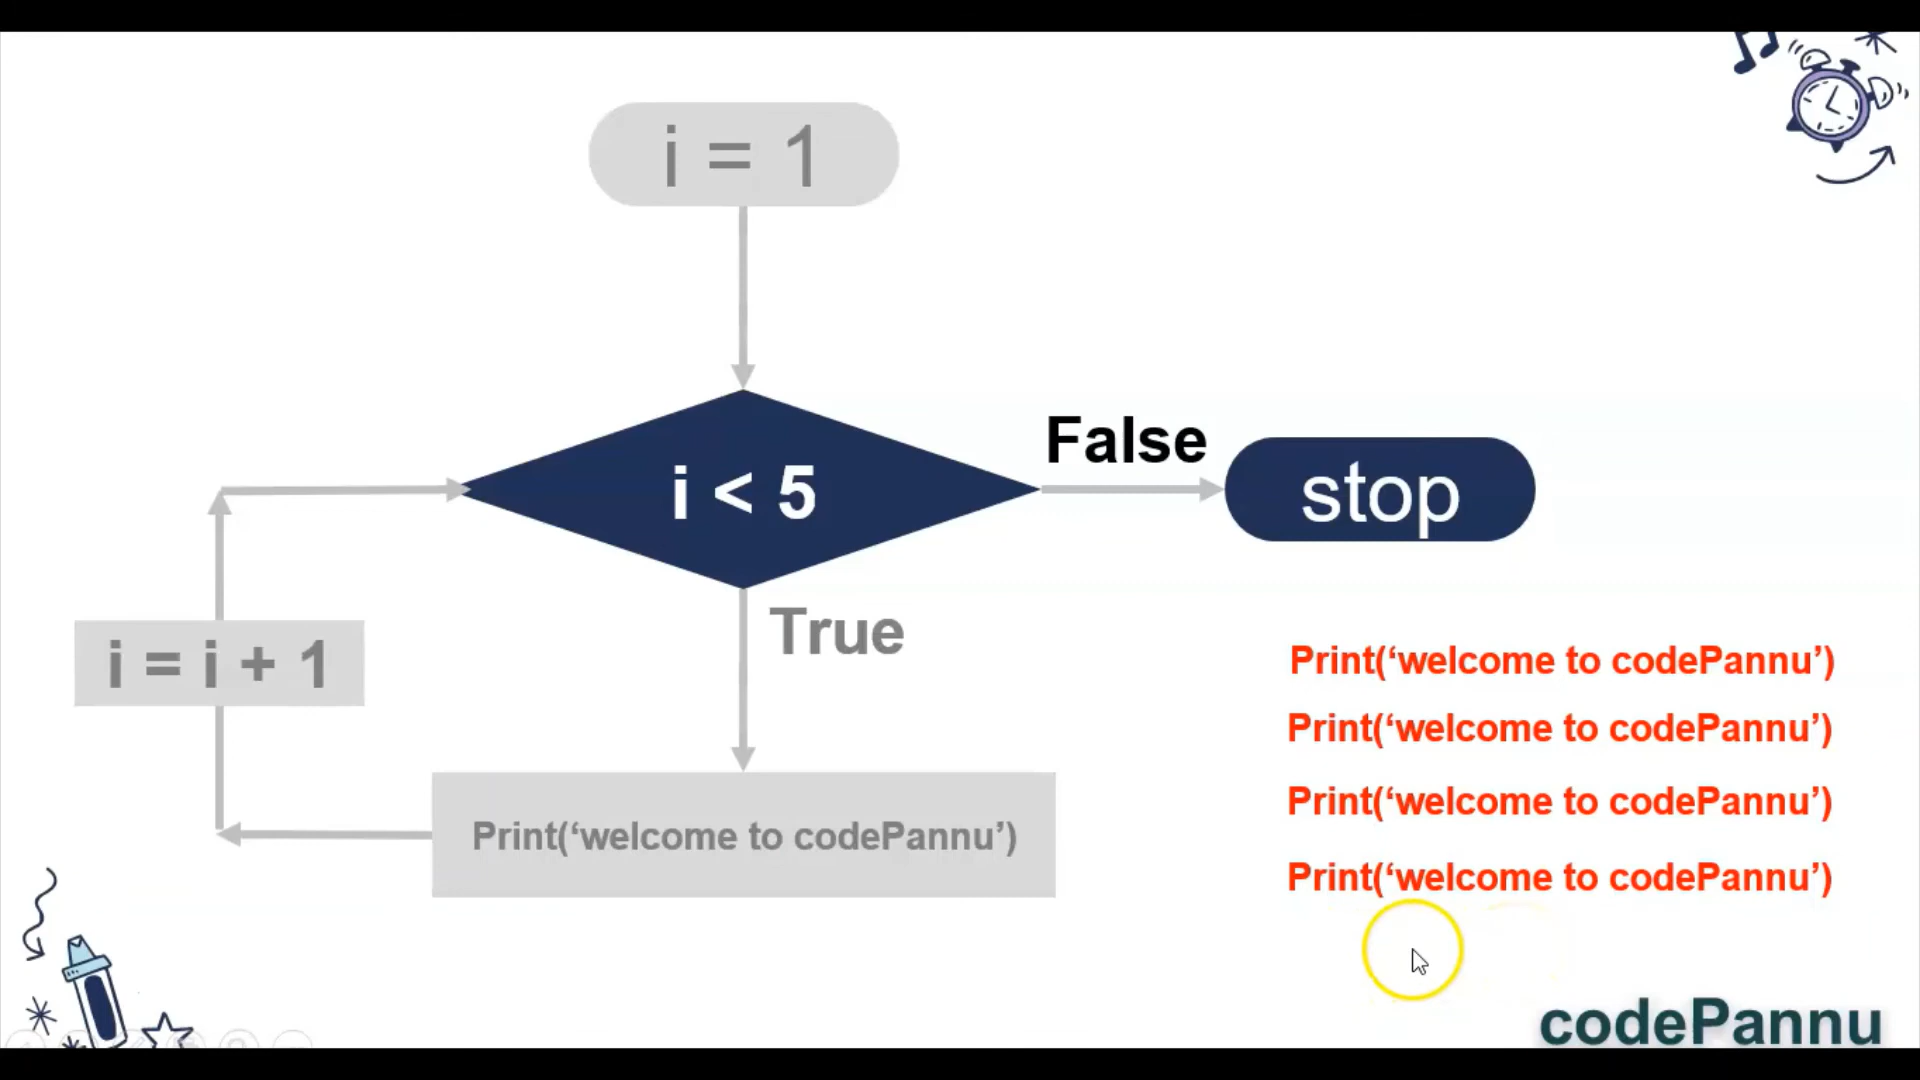 i = 1
i < 5
False
stop
True
i = i + 1
Print(‘welcome to codePannu’)
Print(‘welcome to codePannu’)
Print(‘welcome to codePannu’)
Print(‘welcome to codePannu’)
Print(‘welcome to codePannu’)
codePannu